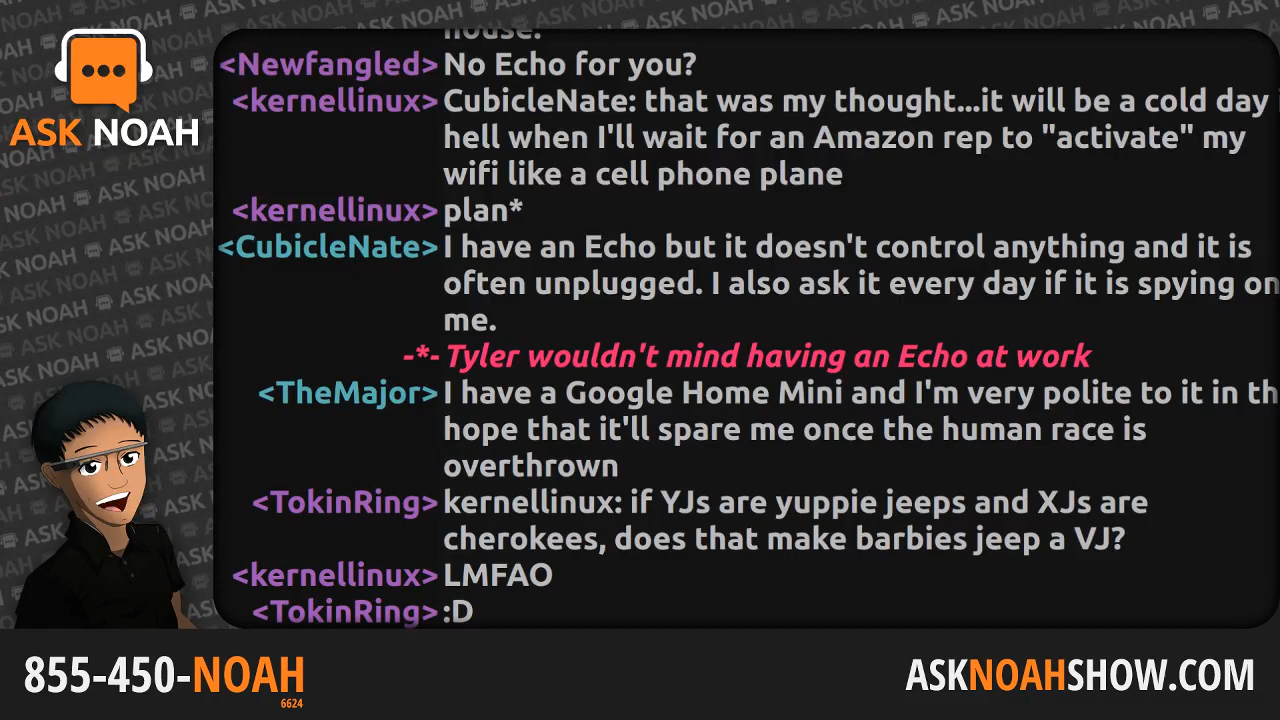 house.
<Newfangled> No Echo for you?
<kernellinux> CubicleNate: that was my thought...it will be a cold day
hell when I'll wait for an Amazon rep to "activate" my
wifi like a cell phone plane
<kernellinux> plan*
<CubicleNate> I have an Echo but it doesn't control anything and it is
often unplugged. I also ask it every day if it is spying on
me.
-*- Tyler wouldn't mind having an Echo at work
<TheMajor> I have a Google Home Mini and I'm very polite to it in th
hope that it'll spare me once the human race is
overthrown
<TokinRing> kernellinux: if YJs are yuppie jeeps and XJs are
cherokees, does that make barbies jeep a VJ?
<kernellinux> LMFAO
<TokinRing> :D
ASK NOAH
855-450-NOAH
6624
ASKNOAHSHOW.COM